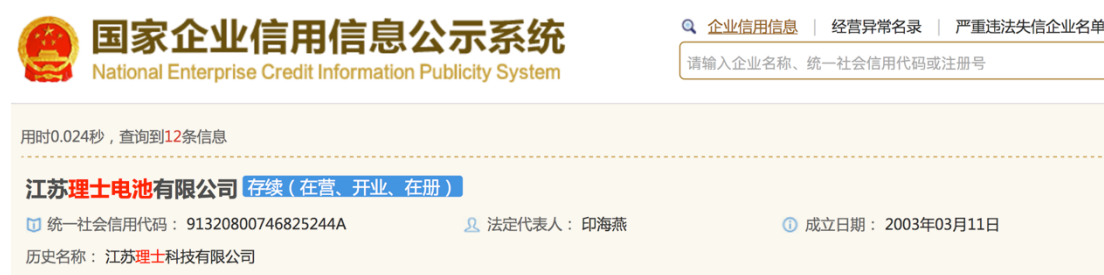 国家企业信用信息公示系统
National Enterprise Credit Information Publicity System
企业信用信息 | 经营异常名录 | 严重违法失信企业名单
请输入企业名称、统一社会信用代码或注册号
用时0.024秒，查询到12条信息
江苏理士电池有限公司 存续（在营、开业、在册）
统一社会信用代码： 91320800746825244A 法定代表人： 印海燕 成立日期： 2003年03月11日
历史名称： 江苏理士科技有限公司